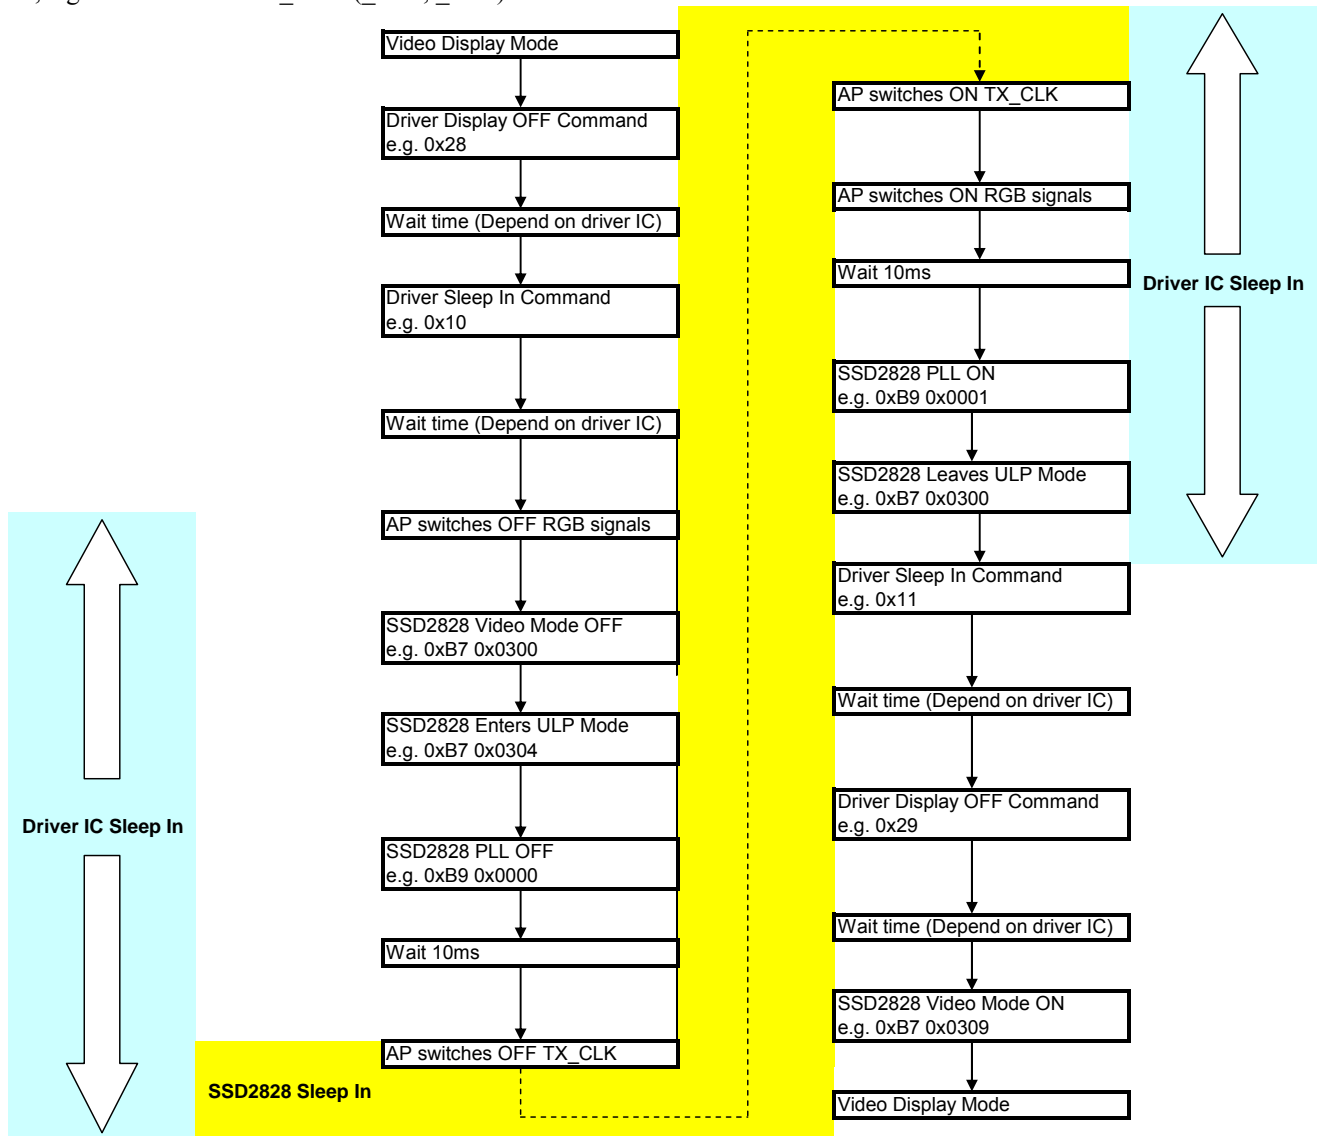 Video Display Mode
Driver Display OFF Command
e.g. 0x28
Wait time (Depend on driver IC)
Driver Sleep In Command
e.g. 0x10
Wait time (Depend on driver IC)
AP switches OFF RGB signals
SSD2828 Video Mode OFF
e.g. 0xB7 0x0300
SSD2828 Enters ULP Mode
e.g. 0xB7 0x0304
SSD2828 PLL OFF
e.g. 0xB9 0x0000
Wait 10ms
AP switches OFF TX_CLK
Driver IC Sleep In
SSD2828 Sleep In
AP switches ON TX_CLK
AP switches ON RGB signals
Wait 10ms
SSD2828 PLL ON
e.g. 0xB9 0x0001
SSD2828 Leaves ULP Mode
e.g. 0xB7 0x0300
Driver Sleep In Command
e.g. 0x11
Wait time (Depend on driver IC)
Driver Display OFF Command
e.g. 0x29
Wait time (Depend on driver IC)
SSD2828 Video Mode ON
e.g. 0xB7 0x0309
Video Display Mode
Driver IC Sleep In